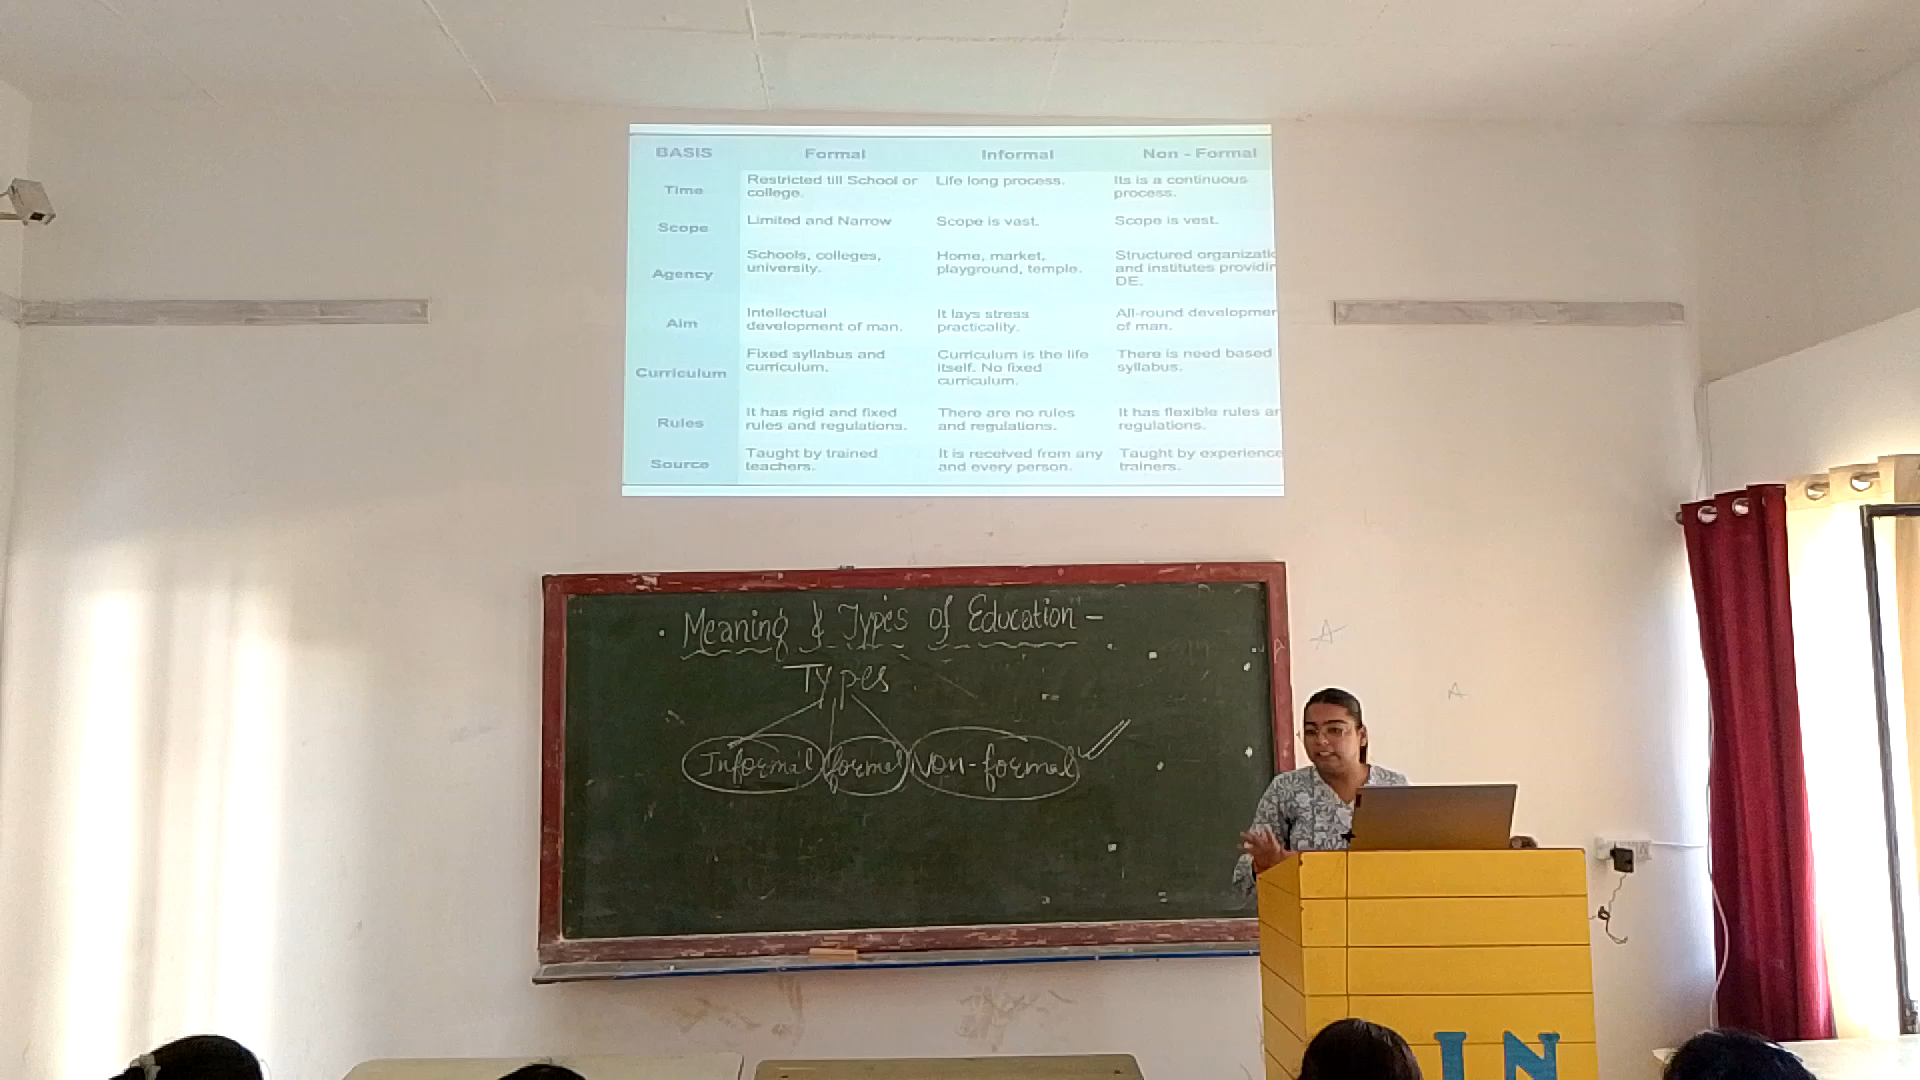 BASIS Formal Informal Non - Formal
Time Restricted till School or college. Life long process. Its is a continuous process.
Scope Limited and Narrow Scope is vast. Scope is vest.
Agency Schools, colleges, university. Home, market, playground, temple. Structured organizatic and institutes providir DE.
Aim Intellectual development of man. It lays stress practicality. All-round developmer of man.
Curriculum Fixed syllabus and curriculum. Curriculum is the life itself. No fixed curriculum. There is need based syllabus.
Rules It has rigid and fixed rules and regulations. There are no rules and regulations. It has flexible rules ar regulations.
Source Taught by trained teachers. It is received from any and every person. Taught by experience trainers.
. Meaning & Types of Education -
Types
Informal formal Non-formal
A
A
IN